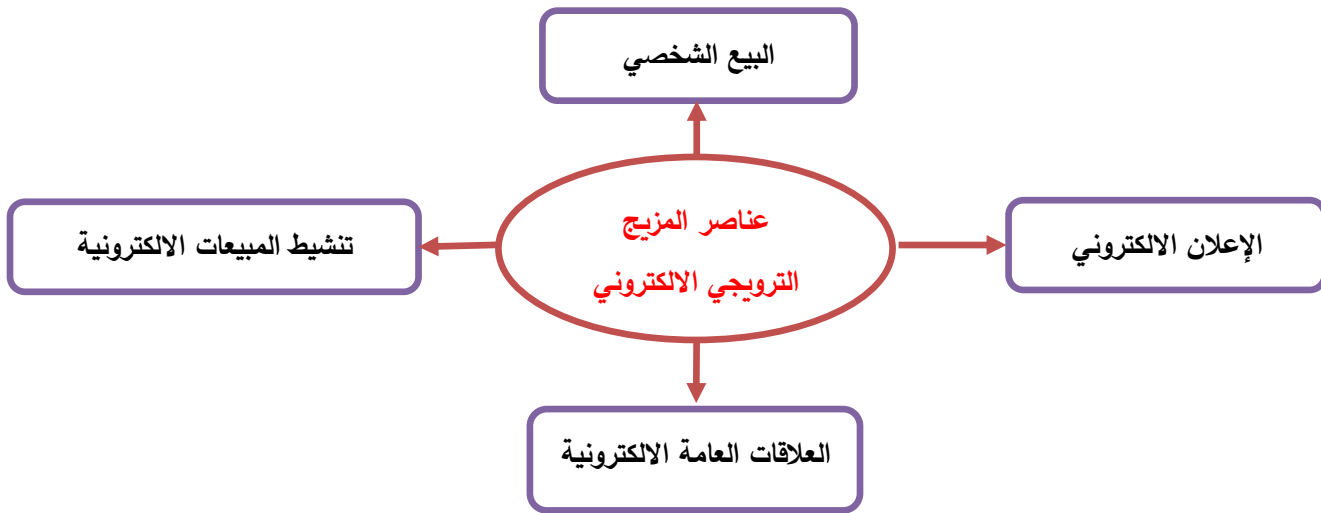 البيع الشخصي
عناصر المزيج
الترويجي الالكتروني
الإعلان الالكتروني
تنشيط المبيعات الالكترونية
العلاقات العامة الالكترونية